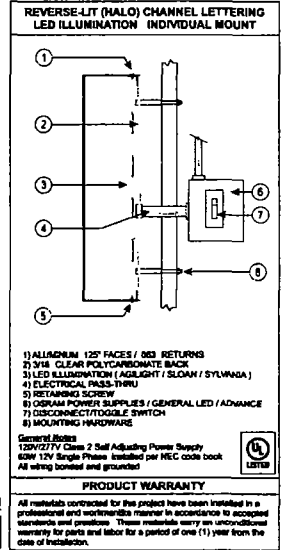 REVERSE-LIT (HALO) CHANNEL LETTERING
LED ILLUMINATION INDIVIDUAL MOUNT
1
2
3
4
5
6
7
8
1) ALUMINUM 125" FACES / 063 RETURNS
2) 3/16 CLEAR POLYCARBONATE BACK
3) LED ILLUMINATION ( AGILIGHT / SLOAN / SYLVANIA )
4) ELECTRICAL PASS-THRU
5) RETAINING SCREW
6) OSRAM POWER SUPPLIES / GENERAL LED / ADVANCE
7) DISCONNECT/TOGGLE SWITCH
8) MOUNTING HARDWARE
General Notes
120V/277V Class 2 Self Adjusting Power Supply
60W 12V Single Phase Installed per NEC code book
All wiring bonded and grounded
UL
LISTED
PRODUCT WARRANTY
All materials contracted for this project have been installed in a
professional and workmanlike manner in accordance to accepted
standards and practices These materials carry an unconditional
warranty for parts and labor for a period of one (1) year from the
date of installation.